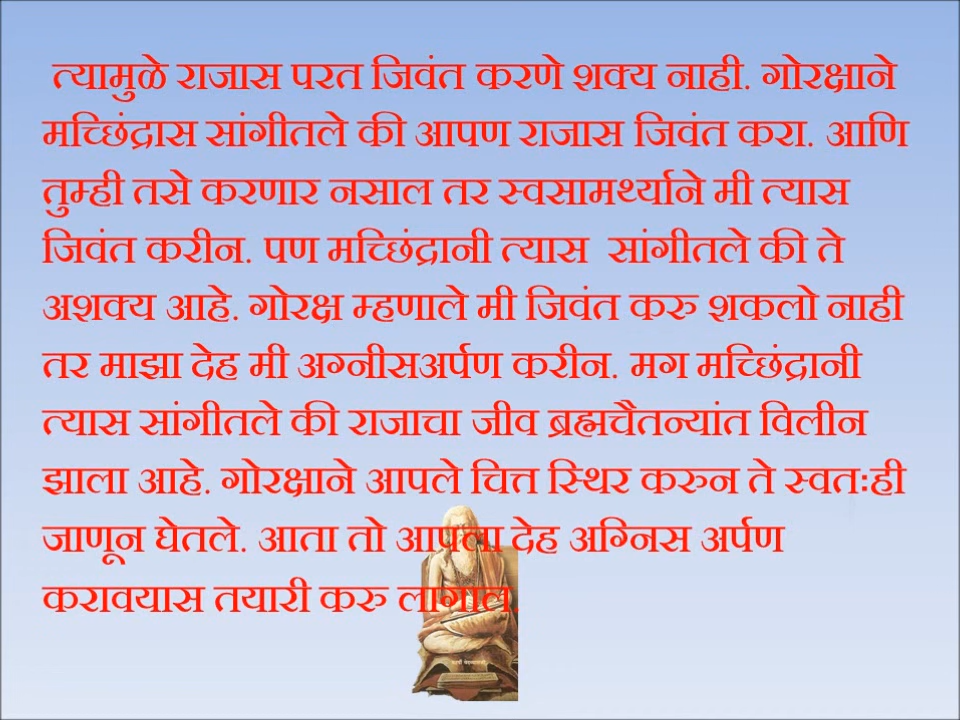 त्यामुळे राजास परत जिवंत करणे शक्य नाही. गोरक्षाने
मच्छिंद्रास सांगीतले की आपण राजास जिवंत करा. आणि
तुम्ही तसे करणार नसाल तर स्वसामर्थ्याने मी त्यास
जिवंत करीन. पण मच्छिंद्रानी त्यास सांगीतले की ते
अशक्य आहे. गोरक्ष म्हणाले मी जिवंत करु शकलो नाही
तर माझा देह मी अग्नीसअर्पण करीन. मग मच्छिंद्रानी
त्यास सांगीतले की राजाचा जीव ब्रह्मचैतन्यांत विलीन
झाला आहे. गोरक्षाने आपले चित्त स्थिर करुन ते स्वतःही
जाणून घेतले. आता तो आपला देह अग्निस अर्पण
करावयास तयारी करु लागाल.